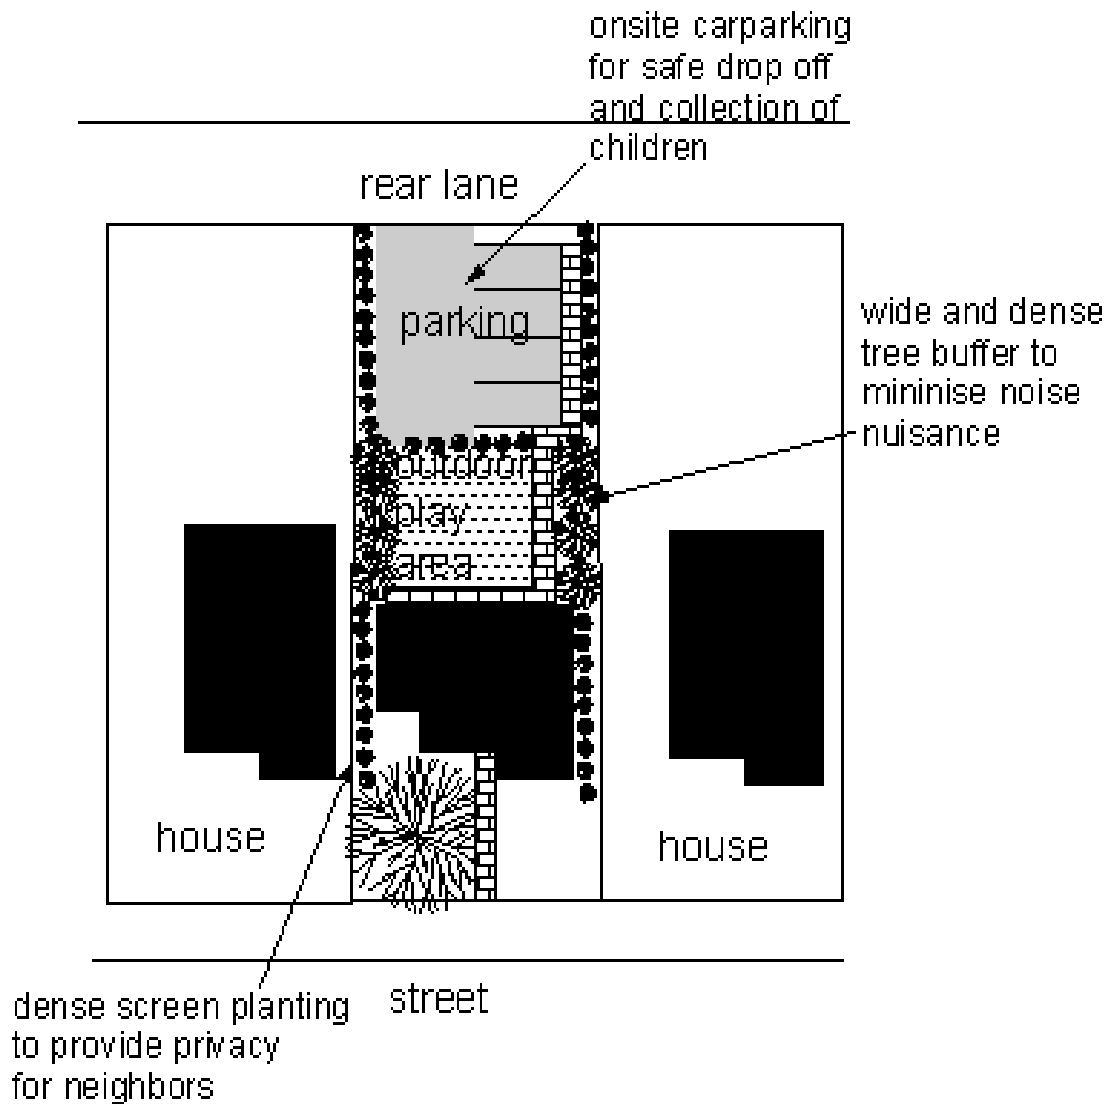 onsite carparking
for safe drop off
and collection of
children
rear lane
parking
wide and dense
tree buffer to
mininise noise
nuisance
outdoor
play
area
house
house
street
dense screen planting
to provide privacy
for neighbors